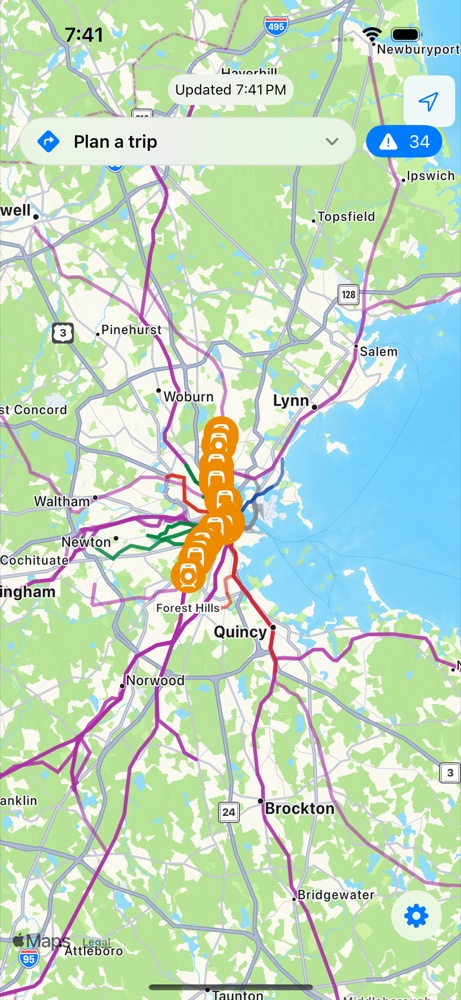 7:41
495
Newburyport
Haverhill
Updated 7:41 PM
Plan a trip
34
Ipswich
well
Topsfield
128
3
Pinehurst
Salem
Woburn
Lynn
st Concord
Waltham
Newton
Cochituate
ingham
Forest Hills
Quincy
Norwood
3
anklin
24
Brockton
Bridgewater
Maps
Legal
95
Attleboro
Taunton